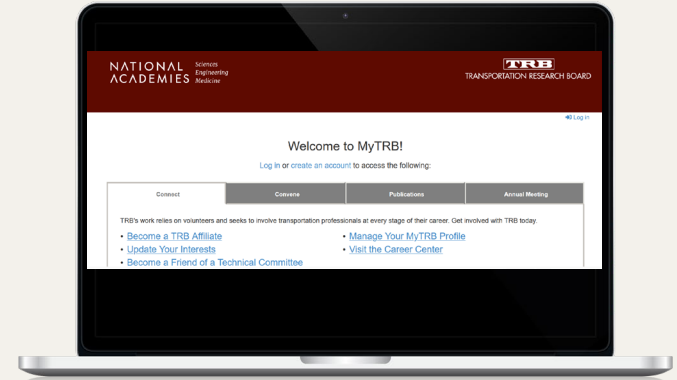 NATIONAL ACADEMIES
Sciences
Engineering
Medicine
TRB
TRANSPORTATION RESEARCH BOARD
Log in
Welcome to MyTRB!
Log in or create an account to access the following:
Connect
Convene
Publications
Annual Meeting
TRB's work relies on volunteers and seeks to involve transportation professionals at every stage of their career. Get involved with TRB today.
• Become a TRB Affiliate
• Update Your Interests
• Become a Friend of a Technical Committee
• Manage Your MyTRB Profile
• Visit the Career Center